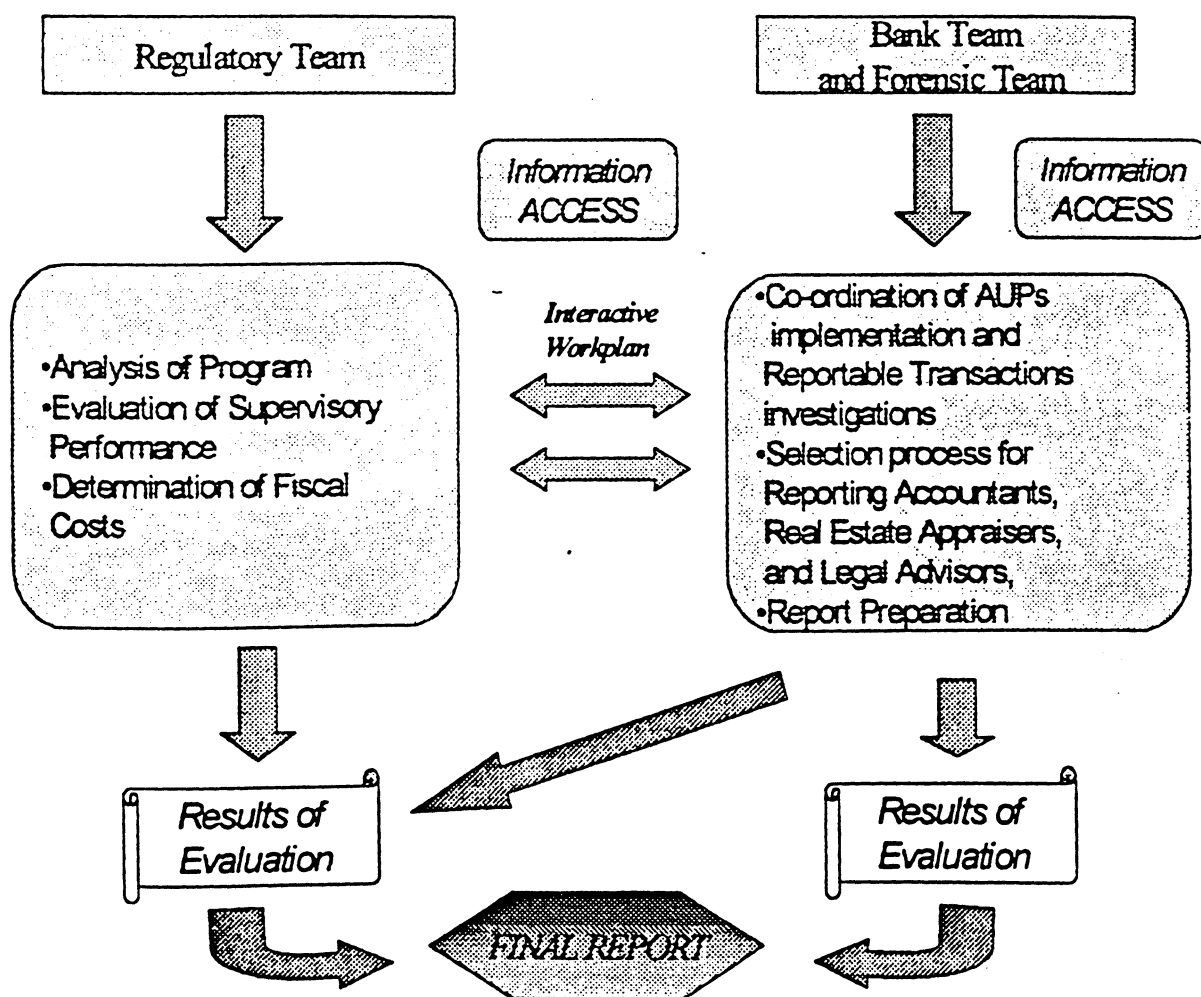 Regulatory Team
Bank Team
and Forensic Team
Information
ACCESS
Information
ACCESS
•Analysis of Program
•Evaluation of Supervisory
Performance
•Determination of Fiscal
Costs
Interactive
Workplan
•Co-ordination of AUPs
implementation and
Reportable Transactions
investigations
•Selection process for
Reporting Accountants,
Real Estate Appraisers,
and Legal Advisors,
•Report Preparation
Results of
Evaluation
Results of
Evaluation
FINAL REPORT